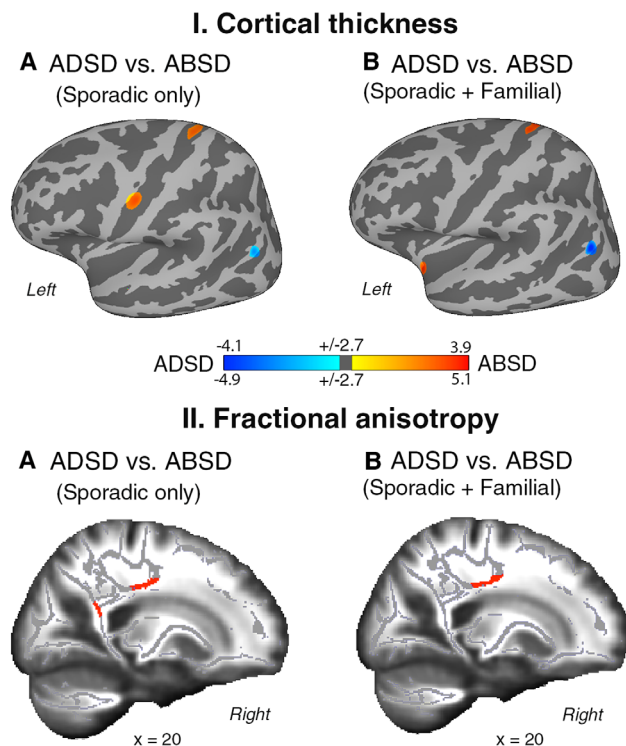 I. Cortical thickness
A ADSD vs. ABSD
(Sporadic only)
B ADSD vs. ABSD
(Sporadic + Familial)
Left
Left
-4.1 +/-2.7 3.9
ADSD ABSD
-4.9 +/-2.7 5.1
II. Fractional anisotropy
A ADSD vs. ABSD
(Sporadic only)
B ADSD vs. ABSD
(Sporadic + Familial)
Right
Right
x = 20
x = 20